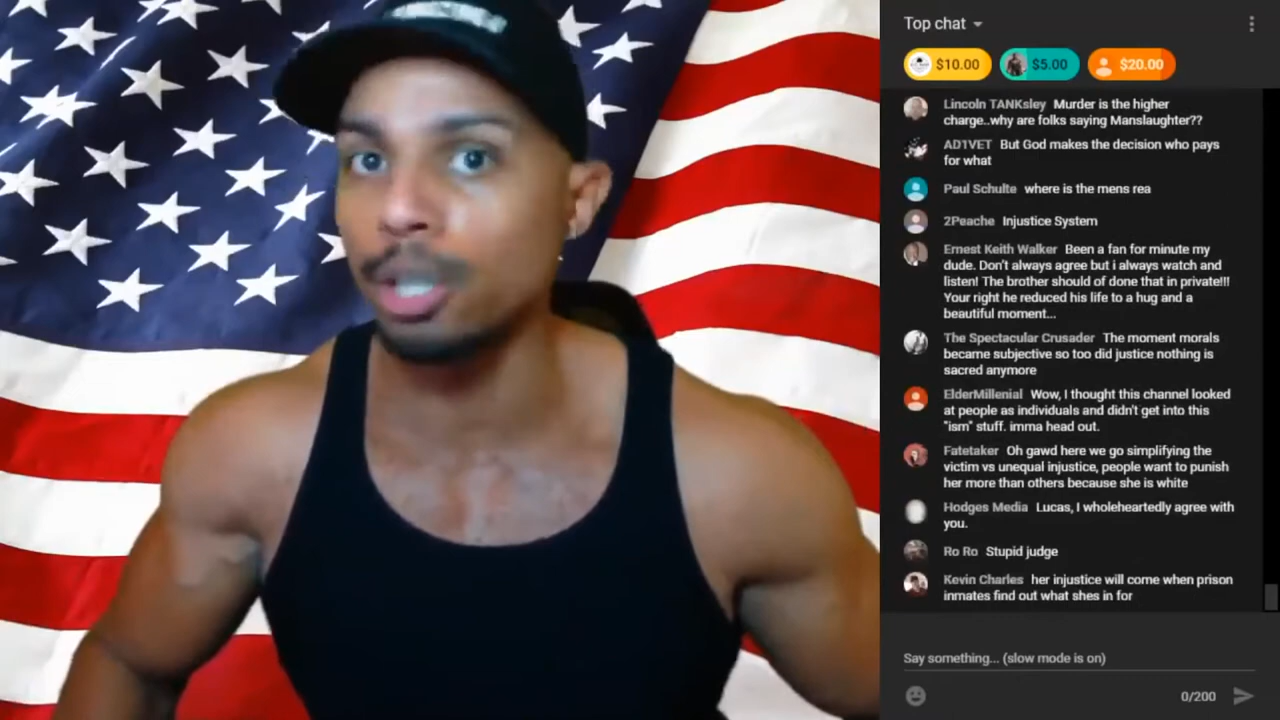 Top chat
$10.00 $5.00 $20.00
Lincoln TANKsley Murder is the higher
charge..why are folks saying Manslaughter??
AD1VET But God makes the decision who pays
for what
Paul Schulte where is the mens rea
2Peache Injustice System
Ernest Keith Walker Been a fan for minute my
dude. Don't always agree but i always watch and
listen! The brother should of done that in private!!!
Your right he reduced his life to a hug and a
beautiful moment...
The Spectacular Crusader The moment morals
became subjective so too did justice nothing is
sacred anymore
ElderMillenial Wow, I thought this channel looked
at people as individuals and didn't get into this
"ism" stuff. imma head out.
Fatetaker Oh gawd here we go simplifying the
victim vs unequal injustice, people want to punish
her more than others because she is white
Hodges Media Lucas, I wholeheartedly agree with
you.
Ro Ro Stupid judge
Kevin Charles her injustice will come when prison
inmates find out what shes in for
Say something... (slow mode is on)
0/200